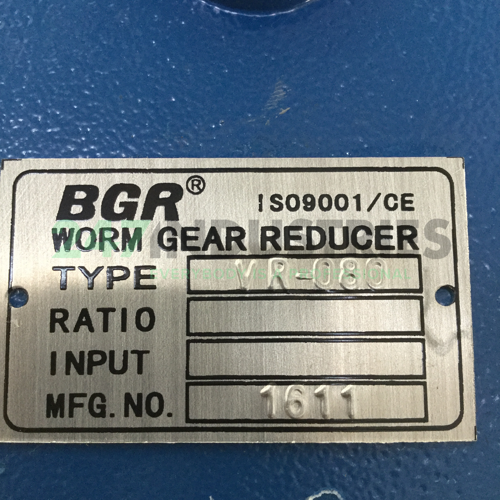 BGR® ISO9001/CE
WORM GEAR REDUCER
TYPE VR-080
RATIO
INPUT
MFG.NO. 1611